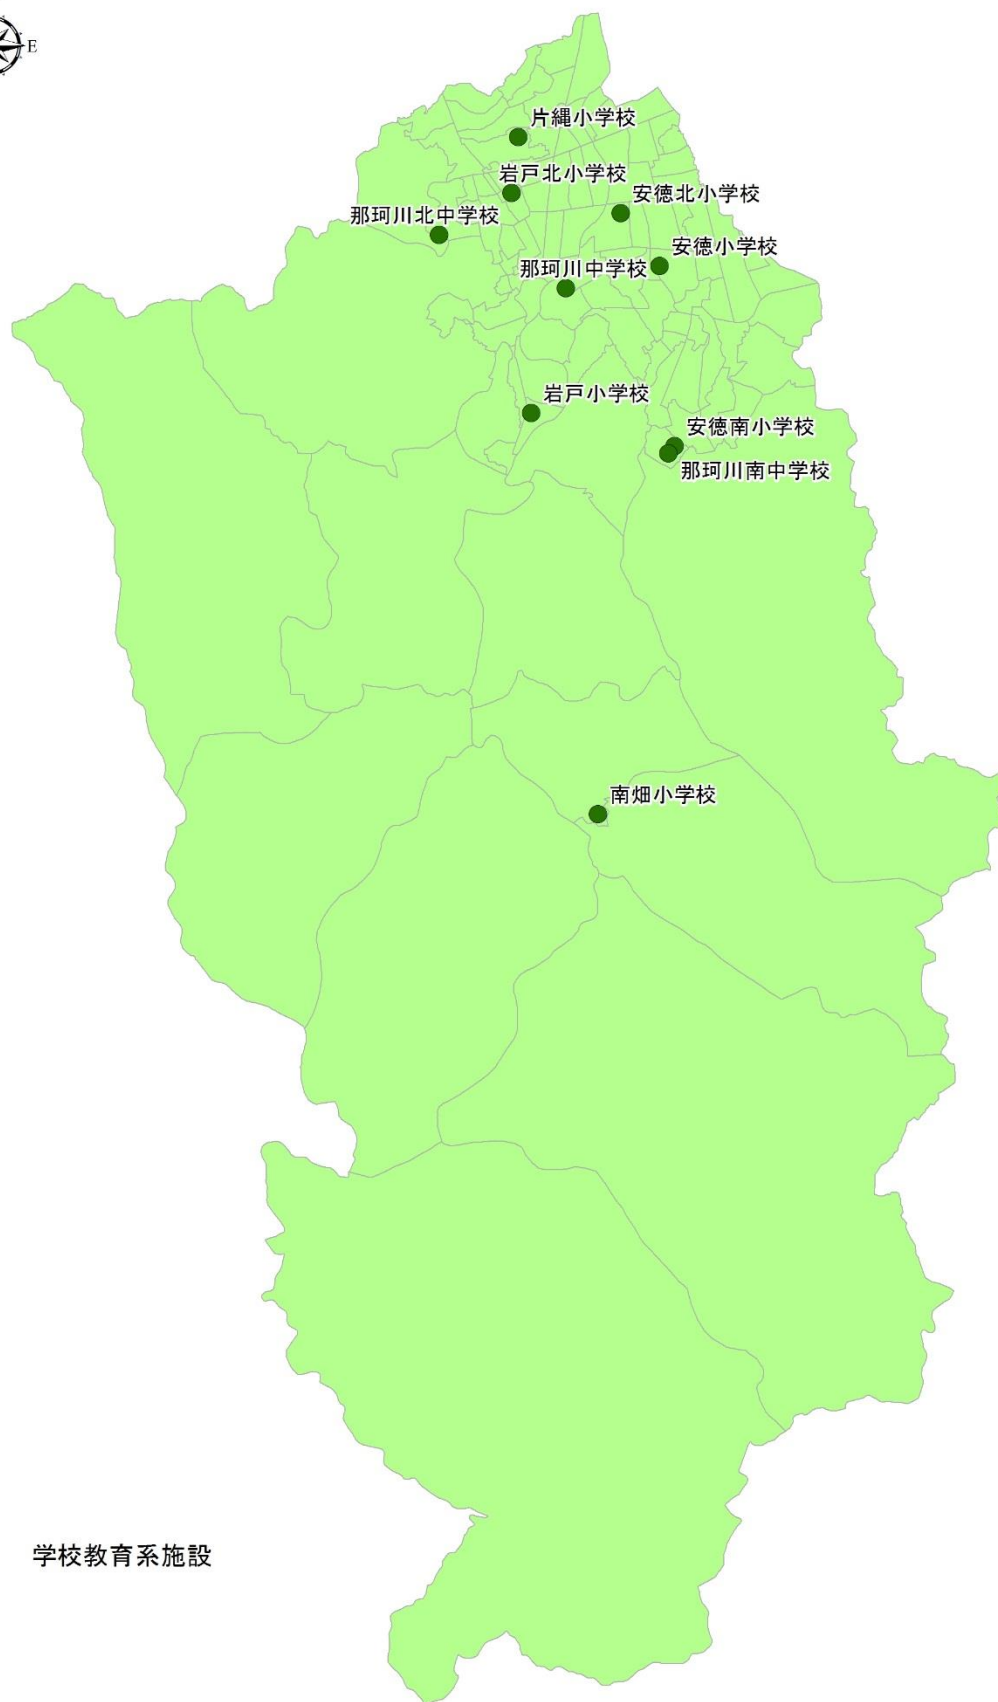 E
片縄小学校
岩戸北小学校
安徳北小学校
那珂川北中学校
安徳小学校
那珂川中学校
岩戸小学校
安徳南小学校
那珂川南中学校
南畑小学校
学校教育系施設